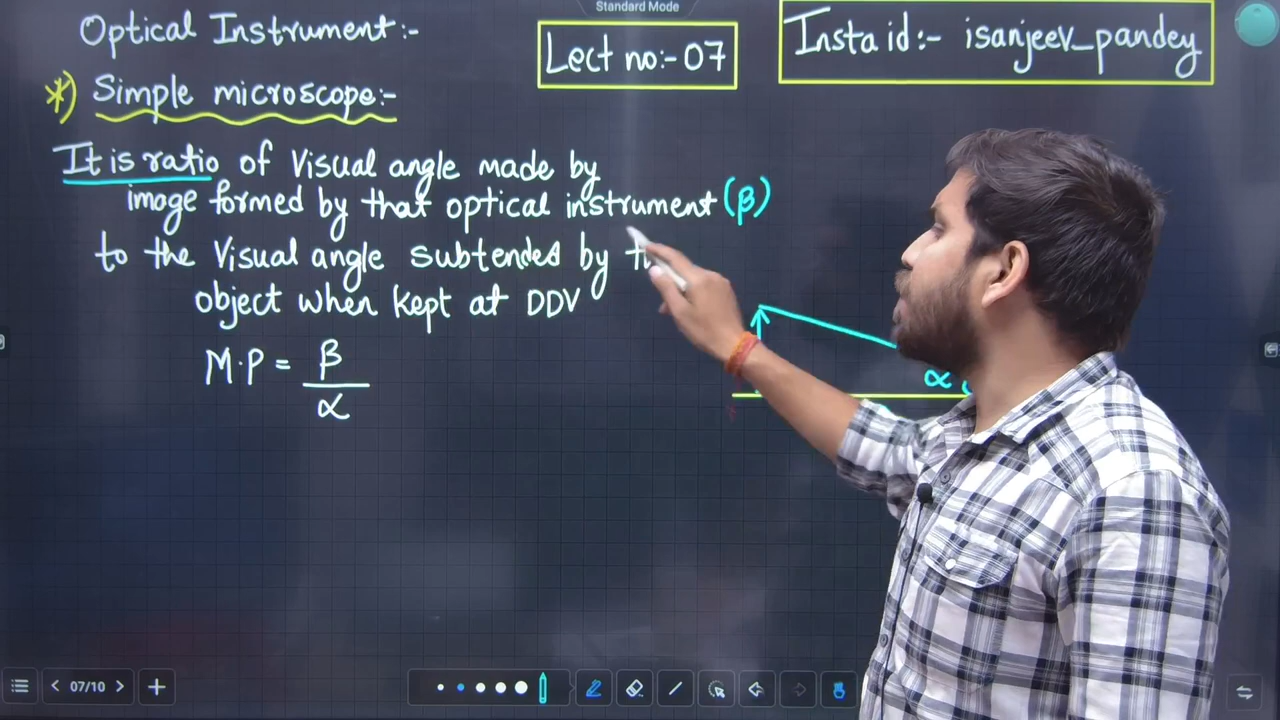 Standard Mode
Optical Instrument:-
Lect no:- 07
Insta id:- isanjeev_pandey
*) Simple microscope:-
It is ratio of Visual angle made by
image formed by that optical instrument (β)
to the Visual angle subtended by
object when kept at DDV
M.P = β
α
α
07/10